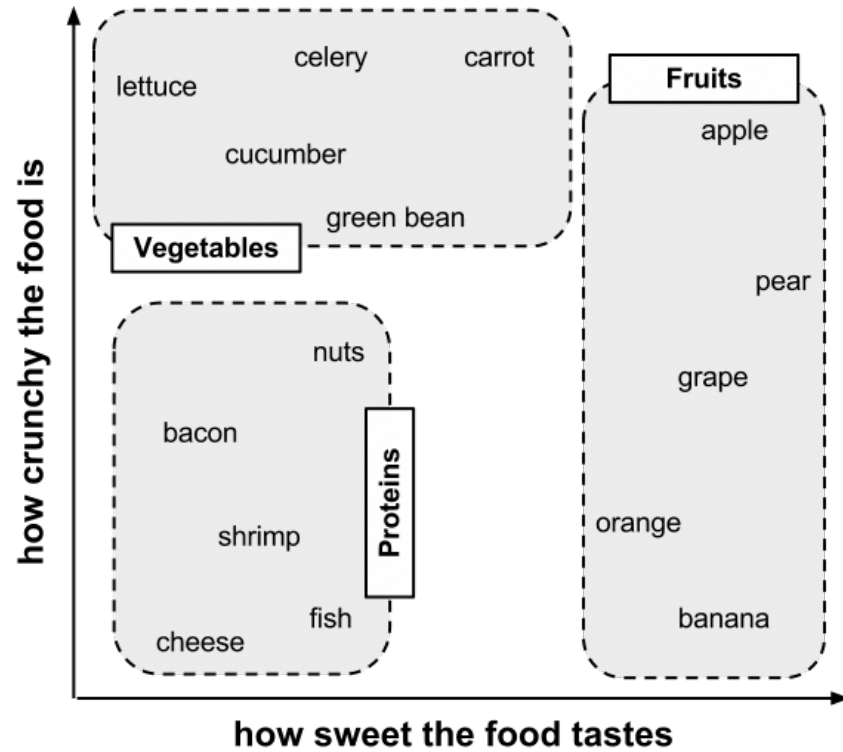 celery
carrot
lettuce
cucumber
green bean
Vegetables
Fruits
apple
pear
grape
orange
banana
nuts
bacon
shrimp
fish
cheese
Proteins
how crunchy the food is
how sweet the food tastes